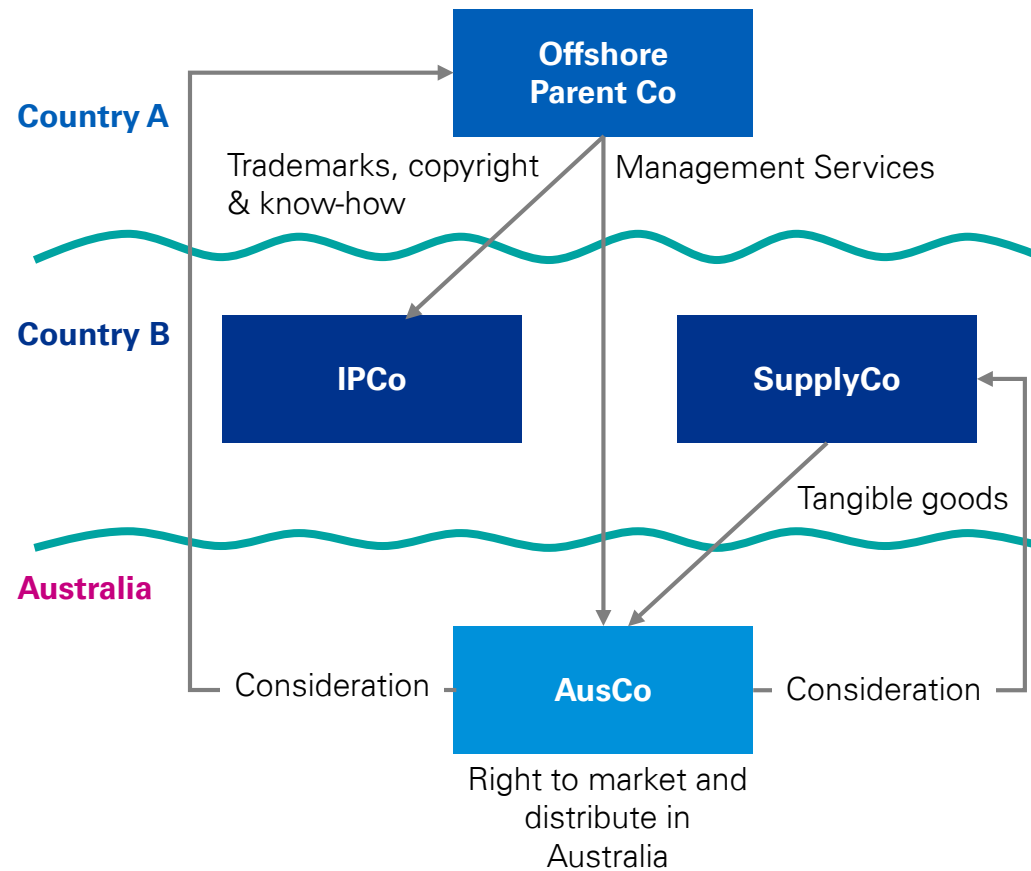 Offshore
Parent Co
Country A
Trademarks, copyright
& know-how
Management Services
Country B
IPCo
SupplyCo
Tangible goods
Australia
Consideration
AusCo
Consideration
Right to market and
distribute in
Australia